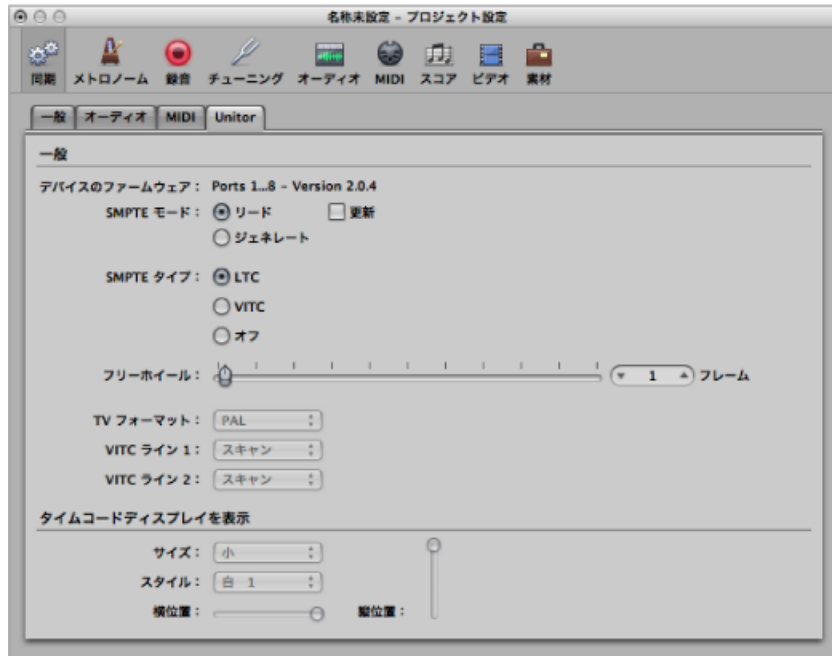 名称未設定 – プロジェクト設定
同期 メトロノーム 録音 チューニング オーディオ MIDI スコア ビデオ 素材
一般 オーディオ MIDI Unitor
一般
デバイスのファームウェア： Ports 1...8 – Version 2.0.4
SMPTE モード： リード 更新
ジェネレート
SMPTE タイプ： LTC
VITC
オフ
フリーホイール： 1 フレーム
TV フォーマット： PAL
VITC ライン 1： スキャン
VITC ライン 2： スキャン
タイムコードディスプレイを表示
サイズ： 小
スタイル： 白 1
横位置： 縦位置：